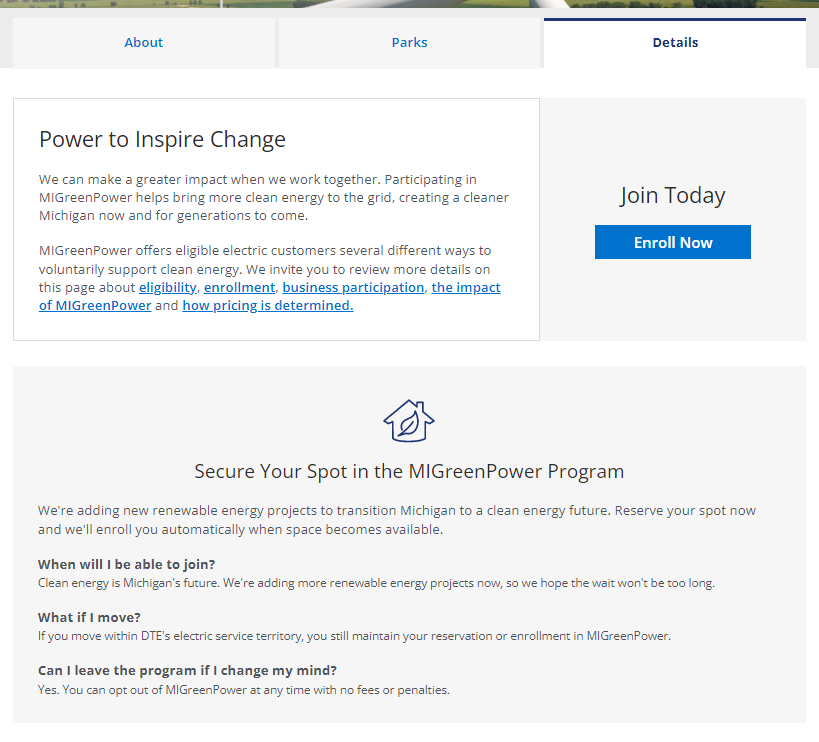 About
Parks
Details
Power to Inspire Change
We can make a greater impact when we work together. Participating in
MIGreenPower helps bring more clean energy to the grid, creating a cleaner
Michigan now and for generations to come.
MIGreenPower offers eligible electric customers several different ways to
voluntarily support clean energy. We invite you to review more details on
this page about eligibility, enrollment, business participation, the impact
of MIGreenPower and how pricing is determined.
Join Today
Enroll Now
Secure Your Spot in the MIGreenPower Program
We're adding new renewable energy projects to transition Michigan to a clean energy future. Reserve your spot now
and we'll enroll you automatically when space becomes available.
When will I be able to join?
Clean energy is Michigan's future. We're adding more renewable energy projects now, so we hope the wait won't be too long.
What if I move?
If you move within DTE's electric service territory, you still maintain your reservation or enrollment in MIGreenPower.
Can I leave the program if I change my mind?
Yes. You can opt out of MIGreenPower at any time with no fees or penalties.